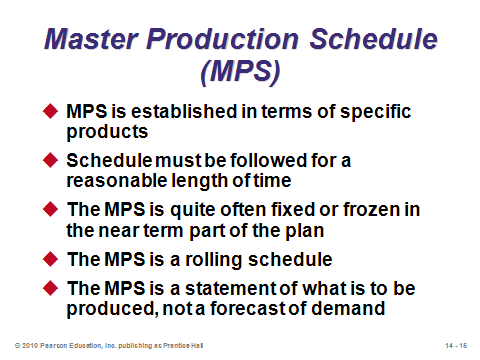 Master Production Schedule
(MPS)
MPS is established in terms of specific
products
Schedule must be followed for a
reasonable length of time
The MPS is quite often fixed or frozen in
the near term part of the plan
The MPS is a rolling schedule
The MPS is a statement of what is to be
produced, not a forecast of demand
© 2010 Pearson Education, Inc. publishing as Prentice Hall
14 - 15